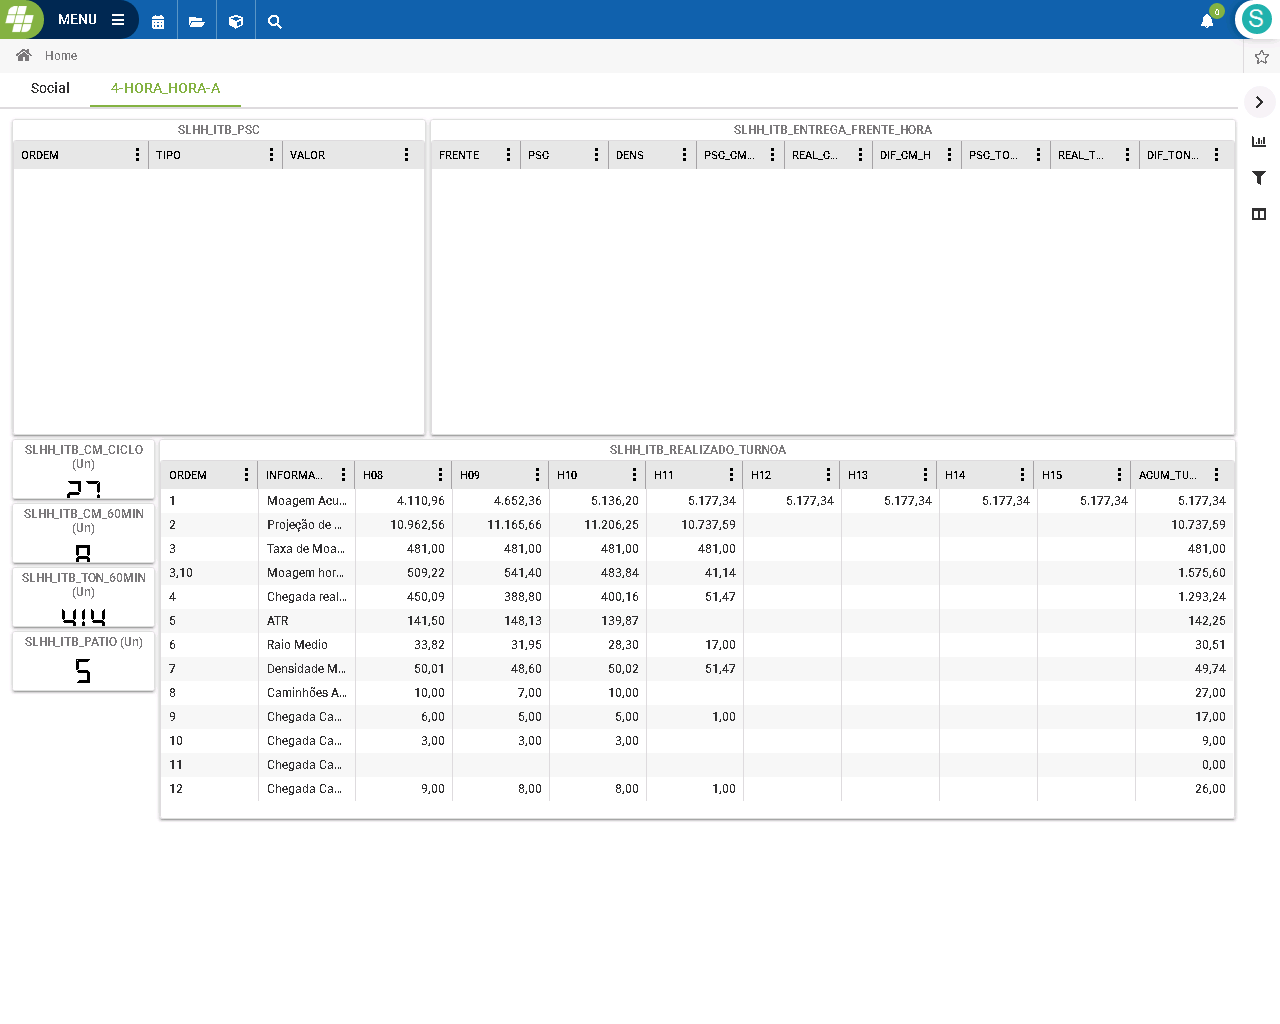 MENU
0
S
Home
Social
4-HORA_HORA-A
SLHH_ITB_PSC
ORDEM TIPO VALOR
SLHH_ITB_ENTREGA_FRENTE_HORA
FRENTE PSC DENS PSC_CM... REAL_C... DIF_CM_H PSC_TO... REAL_T... DIF_TON...
SLHH_ITB_CM_CICLO
(Un)
27
SLHH_ITB_CM_60MIN
(Un)
8
SLHH_ITB_TON_60MIN
(Un)
414
SLHH_ITB_PATIO (Un)
5
SLHH_ITB_REALIZADO_TURNOA
ORDEM INFORMA... H08 H09 H10 H11 H12 H13 H14 H15 ACUM_TU...
1 Moagem Acu... 4.110,96 4.652,36 5.136,20 5.177,34 5.177,34 5.177,34 5.177,34 5.177,34 5.177,34
2 Projeção de ... 10.962,56 11.165,66 11.206,25 10.737,59 10.737,59
3 Taxa de Moa... 481,00 481,00 481,00 481,00 481,00
3,10 Moagem hor... 509,22 541,40 483,84 41,14 1.575,60
4 Chegada real... 450,09 388,80 400,16 51,47 1.293,24
5 ATR 141,50 148,13 139,87 142,25
6 Raio Medio 33,82 31,95 28,30 17,00 30,51
7 Densidade M... 50,01 48,60 50,02 51,47 49,74
8 Caminhões A... 10,00 7,00 10,00 27,00
9 Chegada Ca... 6,00 5,00 5,00 1,00 17,00
10 Chegada Ca... 3,00 3,00 3,00 9,00
11 Chegada Ca... 0,00
12 Chegada Ca... 9,00 8,00 8,00 1,00 26,00